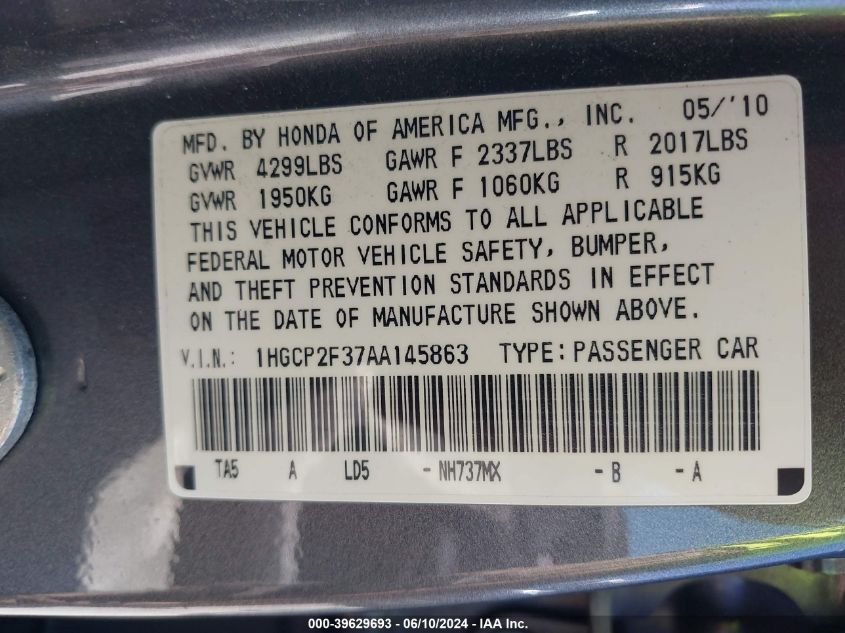 MFD. BY HONDA OF AMERICA MFG., INC. 05/'10
GVWR 4299LBS GAWR F 2337LBS R 2017LBS
GVWR 1950KG GAWR F 1060KG R 915KG
THIS VEHICLE CONFORMS TO ALL APPLICABLE
FEDERAL MOTOR VEHICLE SAFETY, BUMPER,
AND THEFT PREVENTION STANDARDS IN EFFECT
ON THE DATE OF MANUFACTURE SHOWN ABOVE.
V.I.N.: 1HGCP2F37AA145863 TYPE: PASSENGER CAR
TA5 A LD5 -NH737MX -B -A
000-39629693 - 06/10/2024 - IAA Inc.